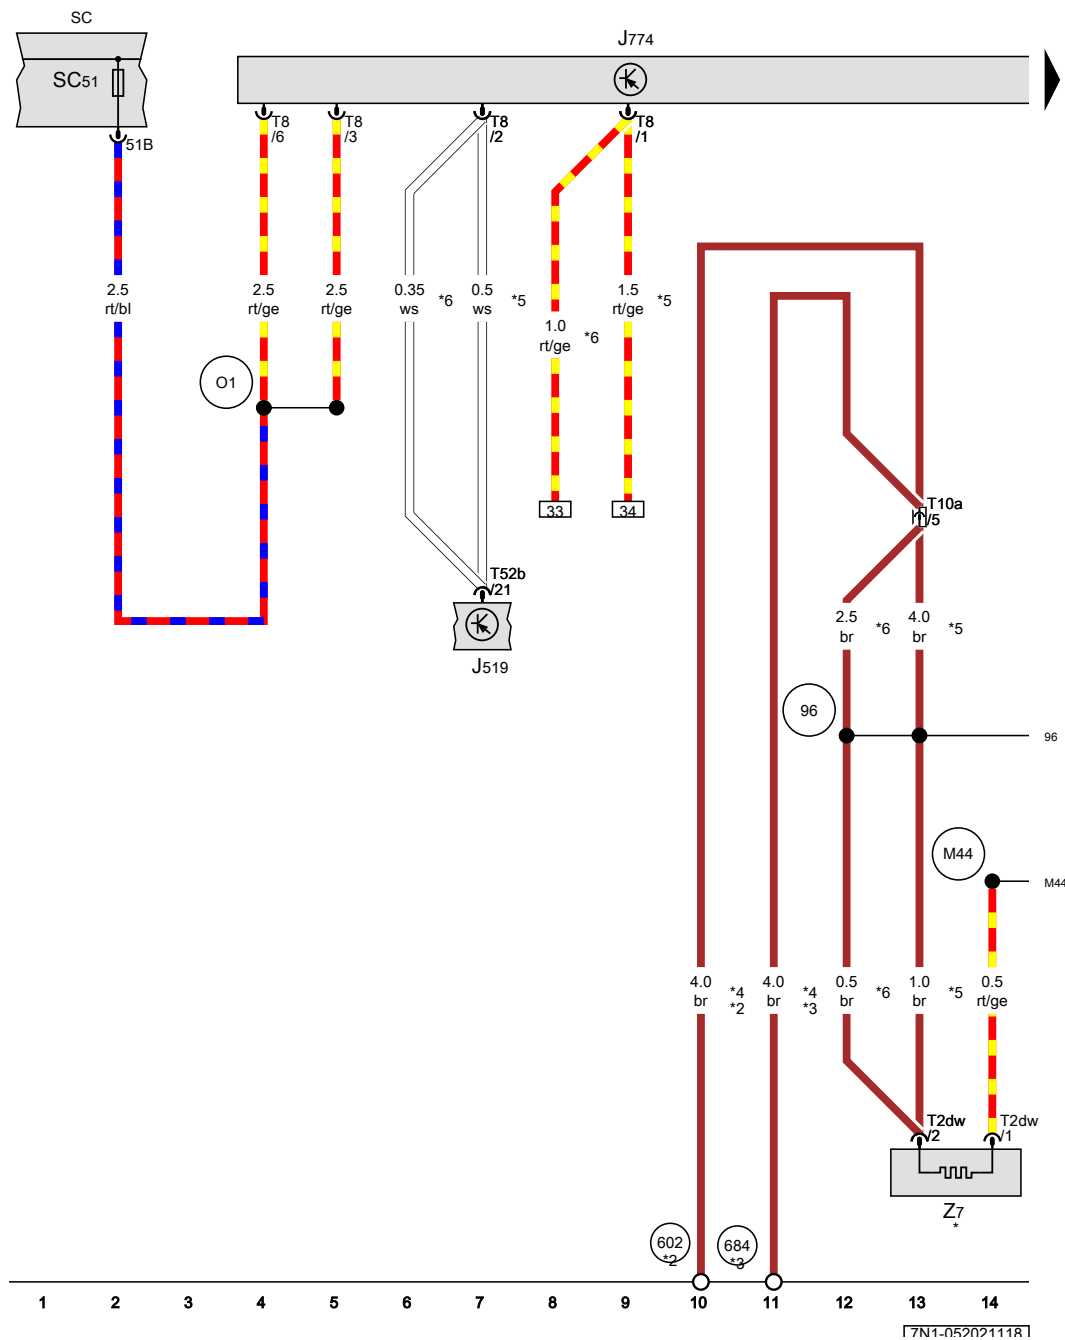 SC
J774
SC51
51B
T8
/6
T8
/3
T8
/2
T8
/1
2.5
rt/bl
2.5
rt/ge
2.5
rt/ge
0.35
ws
*6
0.5
ws
*5
1.0
rt/ge
*6
1.5
rt/ge
*5
O1
33
34
T10a
/5
T52b
/21
J519
2.5
br
*6
4.0
br
*5
96
96
M44
M44
4.0
br
*4
*2
4.0
br
*4
*3
0.5
br
*6
1.0
br
*5
0.5
rt/ge
T2dw
/2
T2dw
/1
Z7
*
602
*2
684
*3
1 2 3 4 5 6 7 8 9 10 11 12 13 14
7N1-052021118